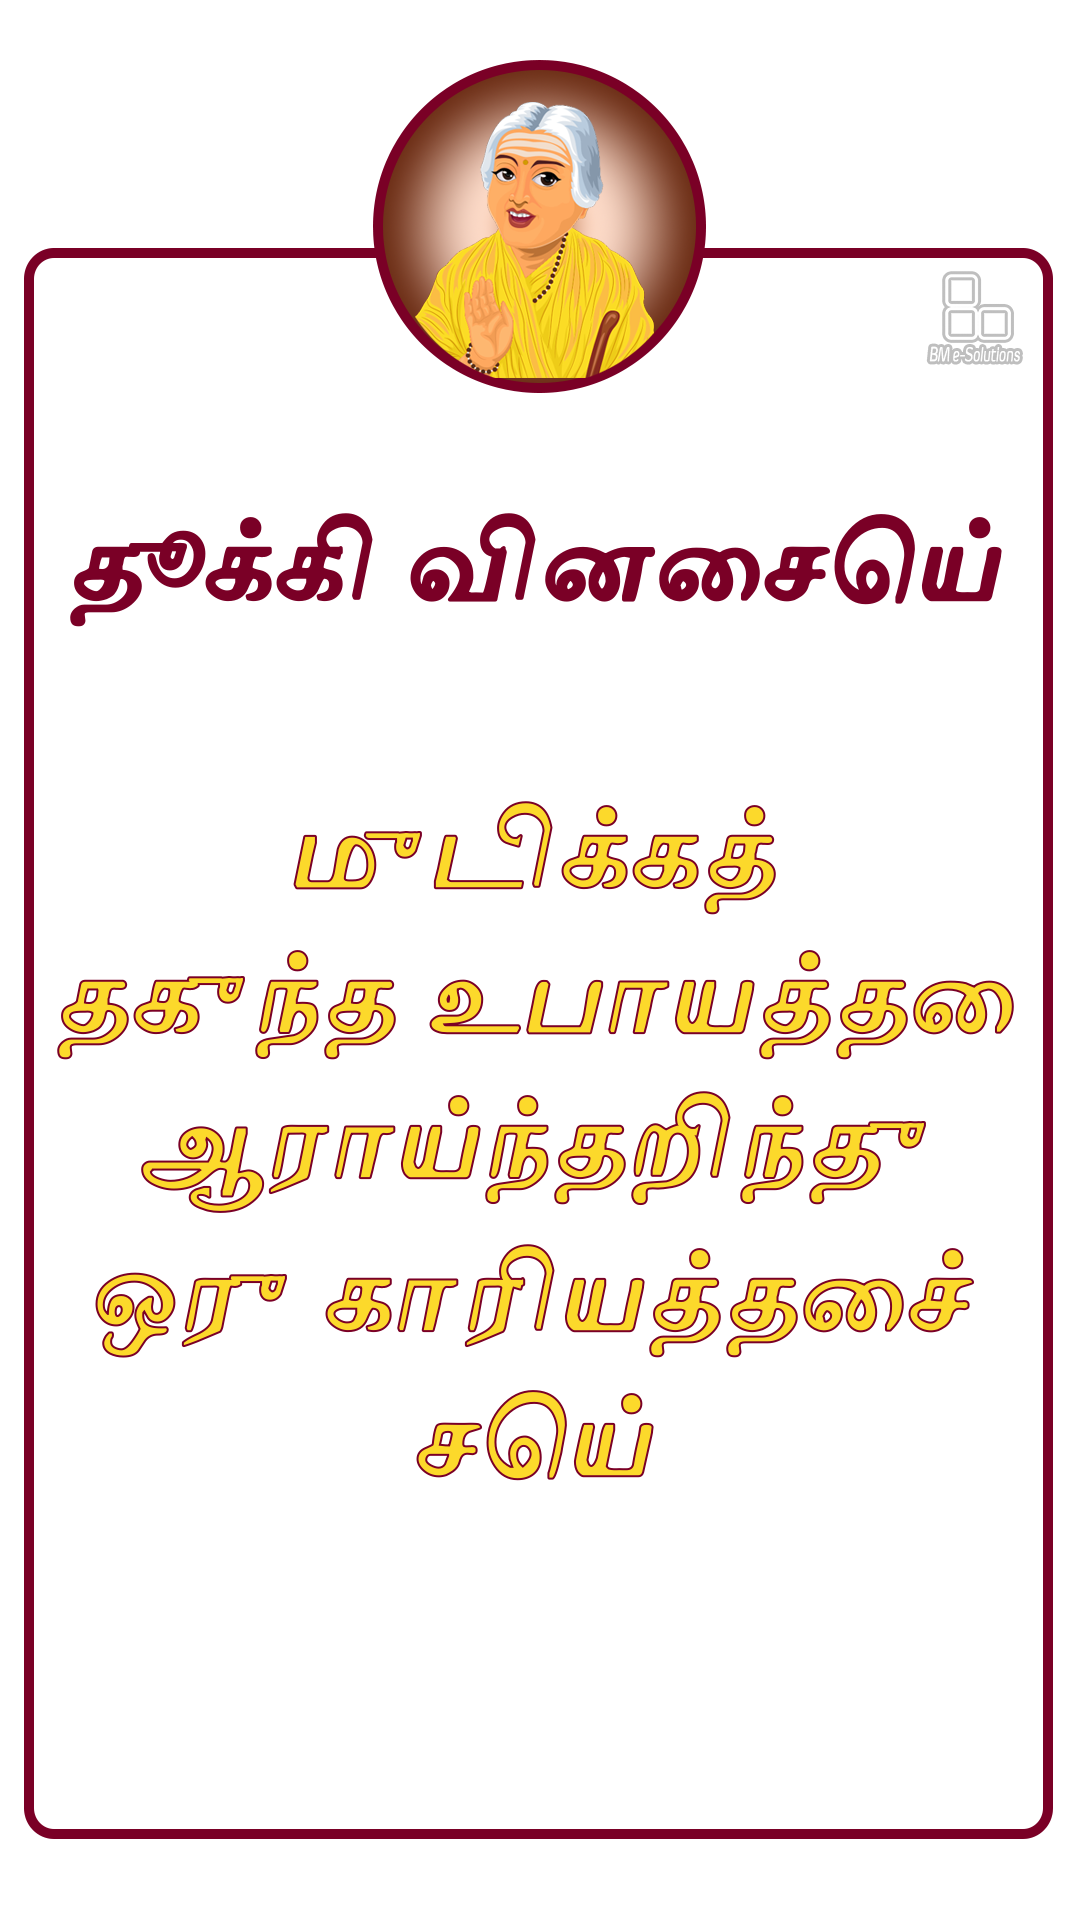 BM e-Solutions
தூக்கி வினைசெய்
முடிக்கத்
தகுந்த உபாயத்தை
ஆராய்ந்தறிந்து
ஒரு காரியத்தைச்
செய்